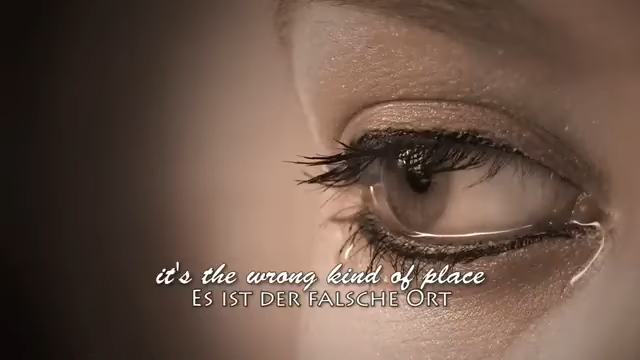 it's the wrong kind of place
Es ist der falsche Ort